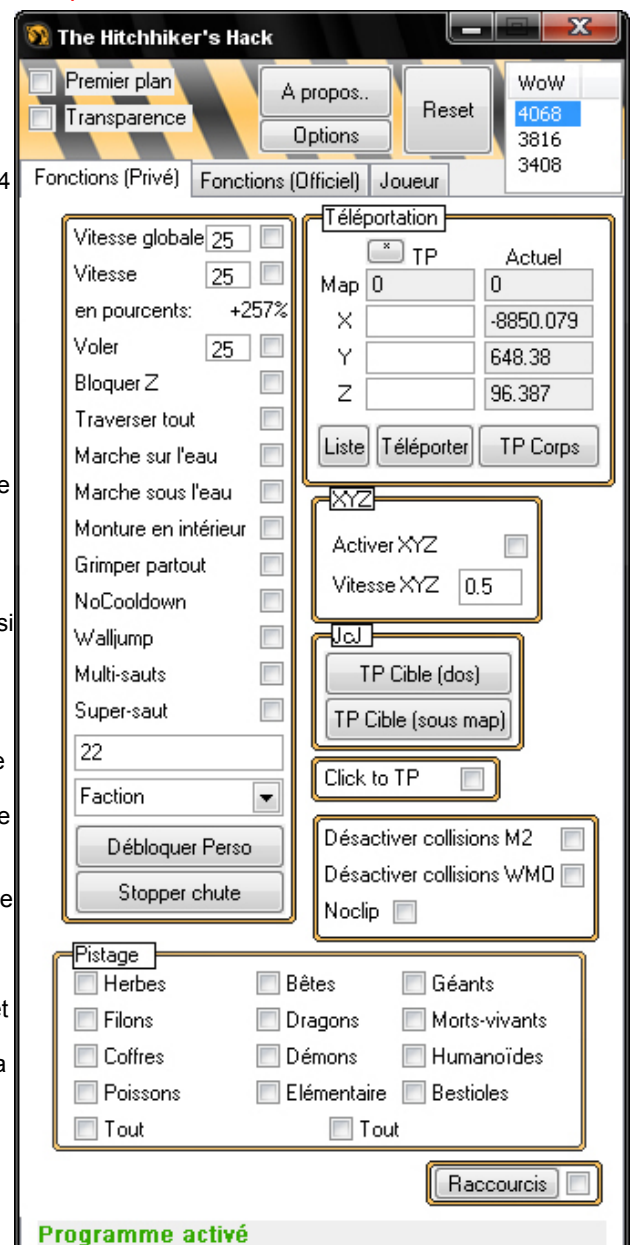 The Hitchhiker's Hack
Premier plan
Transparence
A propos..
Options
Reset
WoW
4068
3816
3408
4
Fonctions (Privé) Fonctions (Officiel) Joueur
Vitesse globale 25
Vitesse 25
en pourcents: +257%
Voler 25
Bloquer Z
Traverser tout
Marche sur l'eau
Marche sous l'eau
Monture en intérieur
Grimper partout
NoCooldown
Walljump
Multi-sauts
Super-saut
22
Faction
Débloquer Perso
Stopper chute
Téléportation
* TP Actuel
Map 0 0
X -8850.079
Y 648.38
Z 96.387
Liste Téléporter TP Corps
XYZ
Activer XYZ
Vitesse XYZ 0.5
JcJ
TP Cible (dos)
TP Cible (sous map)
Click to TP
Désactiver collisions M2
Désactiver collisions WMO
Noclip
e
si
e
e
e
et
a
Pistage
Herbes Bêtes Géants
Filons Dragons Morts-vivants
Coffres Démons Humanoïdes
Poissons Elémentaire Bestioles
Tout Tout
Raccourcis
Programme activé